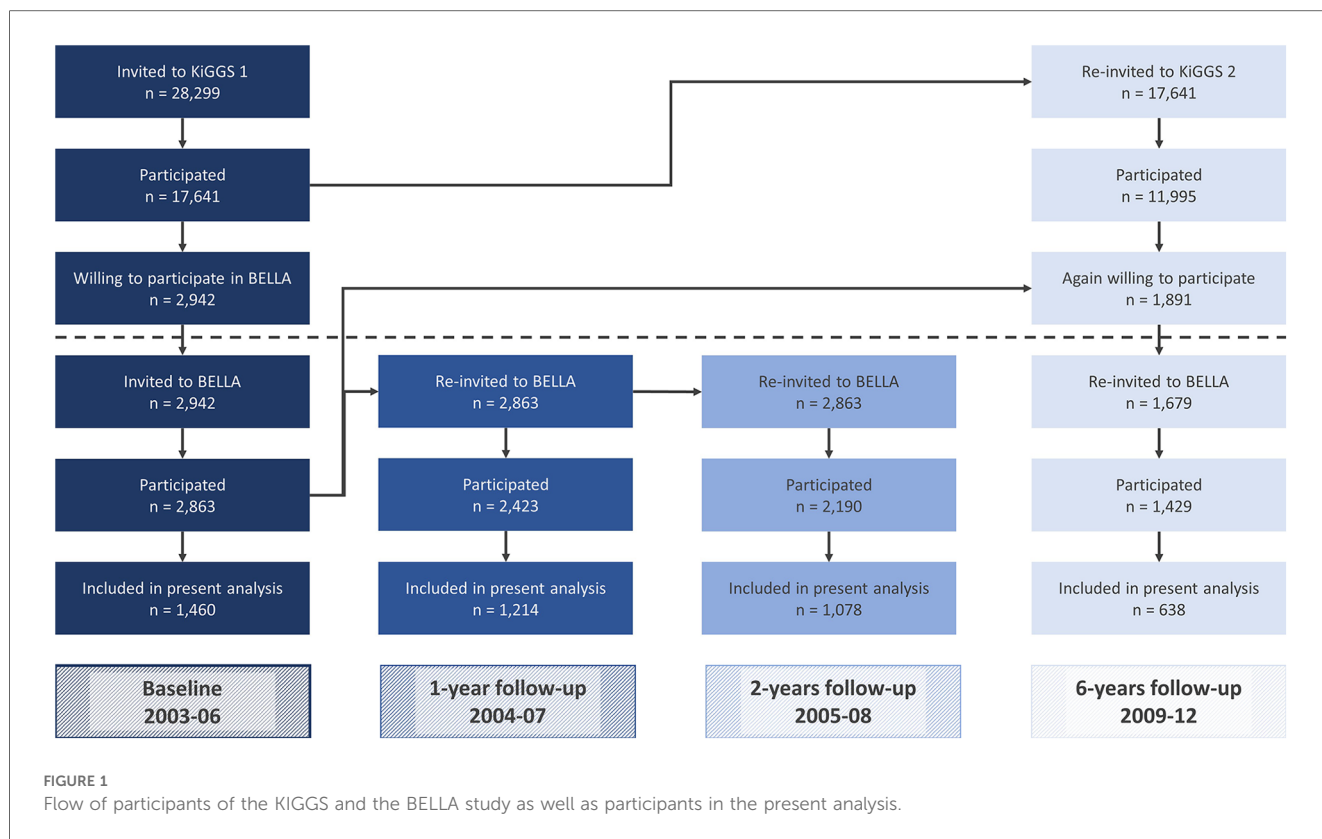 Invited to KiGGS 1
n = 28,299
Participated
n = 17,641
Willing to participate in BELLA
n = 2,942
Invited to BELLA
n = 2,942
Participated
n = 2,863
Included in present analysis
n = 1,460
Baseline
2003-06
Re-invited to BELLA
n = 2,863
Participated
n = 2,423
Included in present analysis
n = 1,214
1-year follow-up
2004-07
Re-invited to BELLA
n = 2,863
Participated
n = 2,190
Included in present analysis
n = 1,078
2-years follow-up
2005-08
Re-invited to KiGGS 2
n = 17,641
Participated
n = 11,995
Again willing to participate
n = 1,891
Re-invited to BELLA
n = 1,679
Participated
n = 1,429
Included in present analysis
n = 638
6-years follow-up
2009-12
FIGURE 1
Flow of participants of the KIGGS and the BELLA study as well as participants in the present analysis.